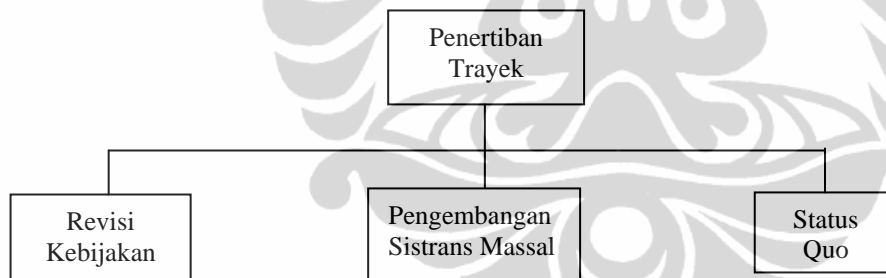 Penertiban
Trayek
Revisi
Kebijakan
Pengembangan
Sistrans Massal
Status
Quo